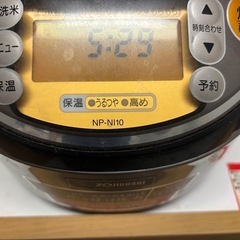 洗米
ニュー
保温
5:29
時刻合わせ
予約
保温 うるつや 高め
NP-NI10
ZOJIRUSHI